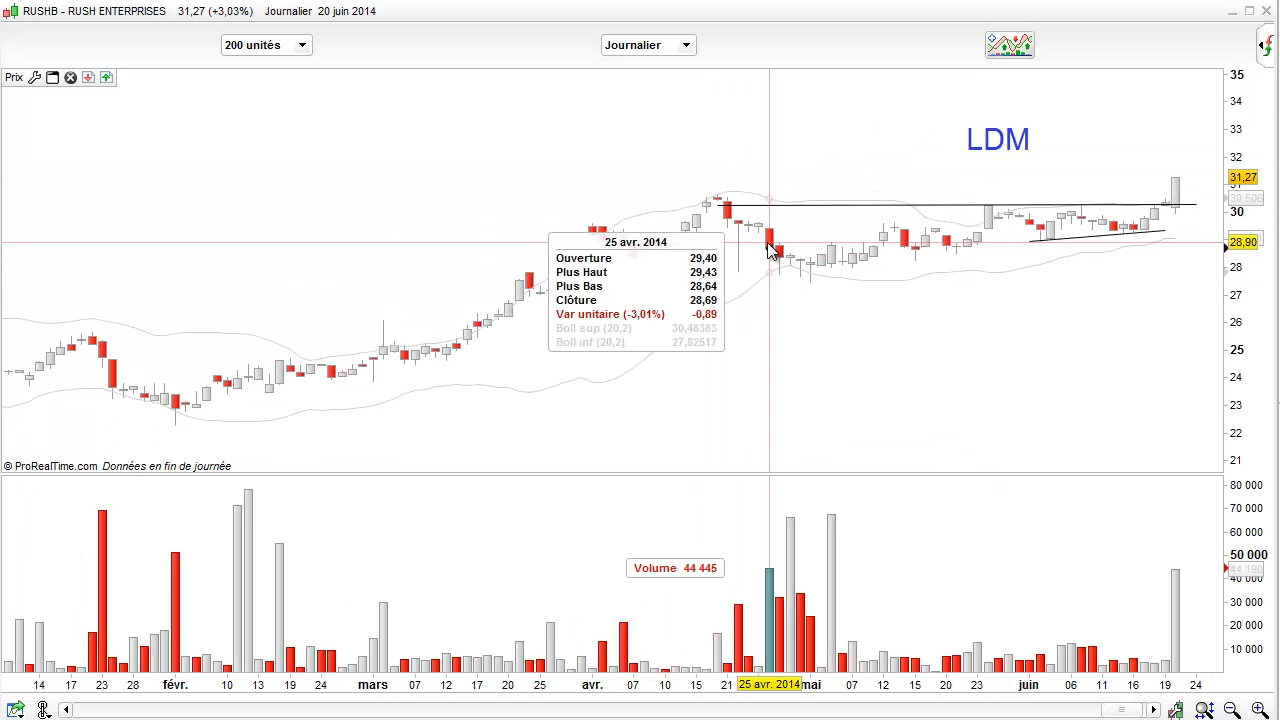 RUSHB - RUSH ENTERPRISES 31,27 (+3,03%) Journalier 20 juin 2014
200 unités
Journalier
Prix
LDM
35
34
33
32
31,27
30,506
30
28,90
28
27
26
25
24
23
22
21
25 avr. 2014
Ouverture 29,40
Plus Haut 29,43
Plus Bas 28,64
Clôture 28,69
Var unitaire (-3,01%) -0,89
Boll sup (20,2) 30,48383
Boll inf (20,2) 27,82517
© ProRealTime.com Données en fin de journée
80 000
70 000
60 000
50 000
40 000
30 000
20 000
10 000
Volume 44 445
14 17 23 28 févr. 10 13 19 24 mars 05 12 17 20 25 avr. 07 10 15 21 25 avr. 2014 mai 07 12 15 20 23 juin 06 11 16 19 24